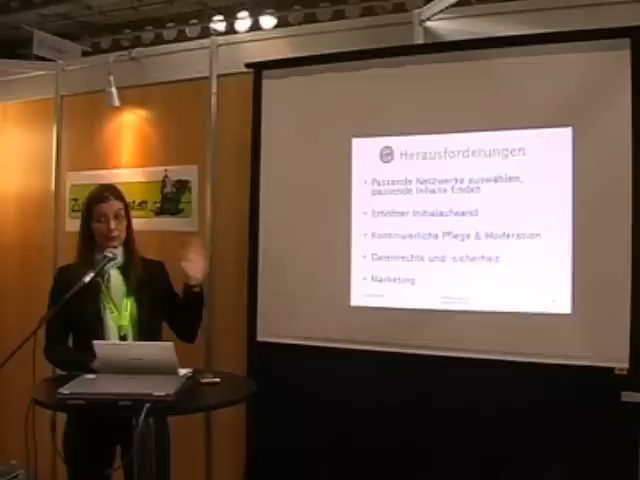 Herausforderungen
Passende Netzwerke auswählen,
passende Inhalte finden
Erhöhter Initialaufwand
Kontinuierliche Pflege & Moderation
Datenrechte und -sicherheit
Marketing